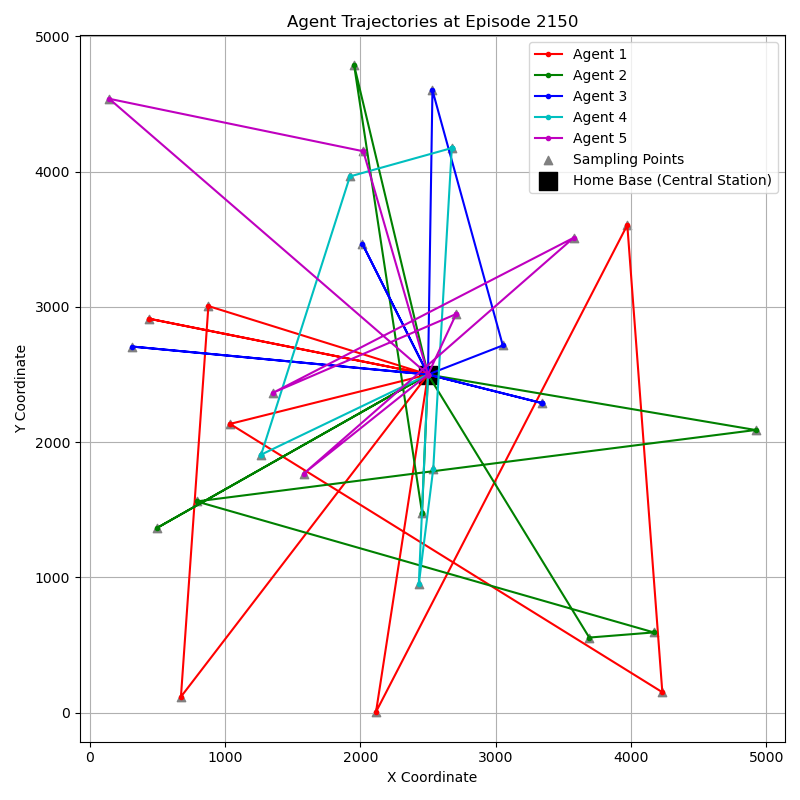 Agent Trajectories at Episode 2150
Y Coordinate
5000
4000
3000
2000
1000
0
0 1000 2000 3000 4000 5000
X Coordinate
Agent 1
Agent 2
Agent 3
Agent 4
Agent 5
Sampling Points
Home Base (Central Station)